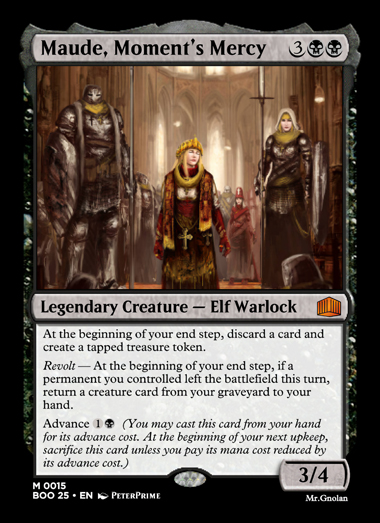 Maude, Moment's Mercy 3
Legendary Creature — Elf Warlock
At the beginning of your end step, discard a card and
create a tapped treasure token.
Revolt — At the beginning of your end step, if a
permanent you controlled left the battlefield this turn,
return a creature card from your graveyard to your
hand.
Advance 1 (You may cast this card from your hand
for its advance cost. At the beginning of your next upkeep,
sacrifice this card unless you pay its mana cost reduced by
its advance cost.)
3/4
M 0015
BOO 25 • EN PeterPrime
Mr.Gnolan